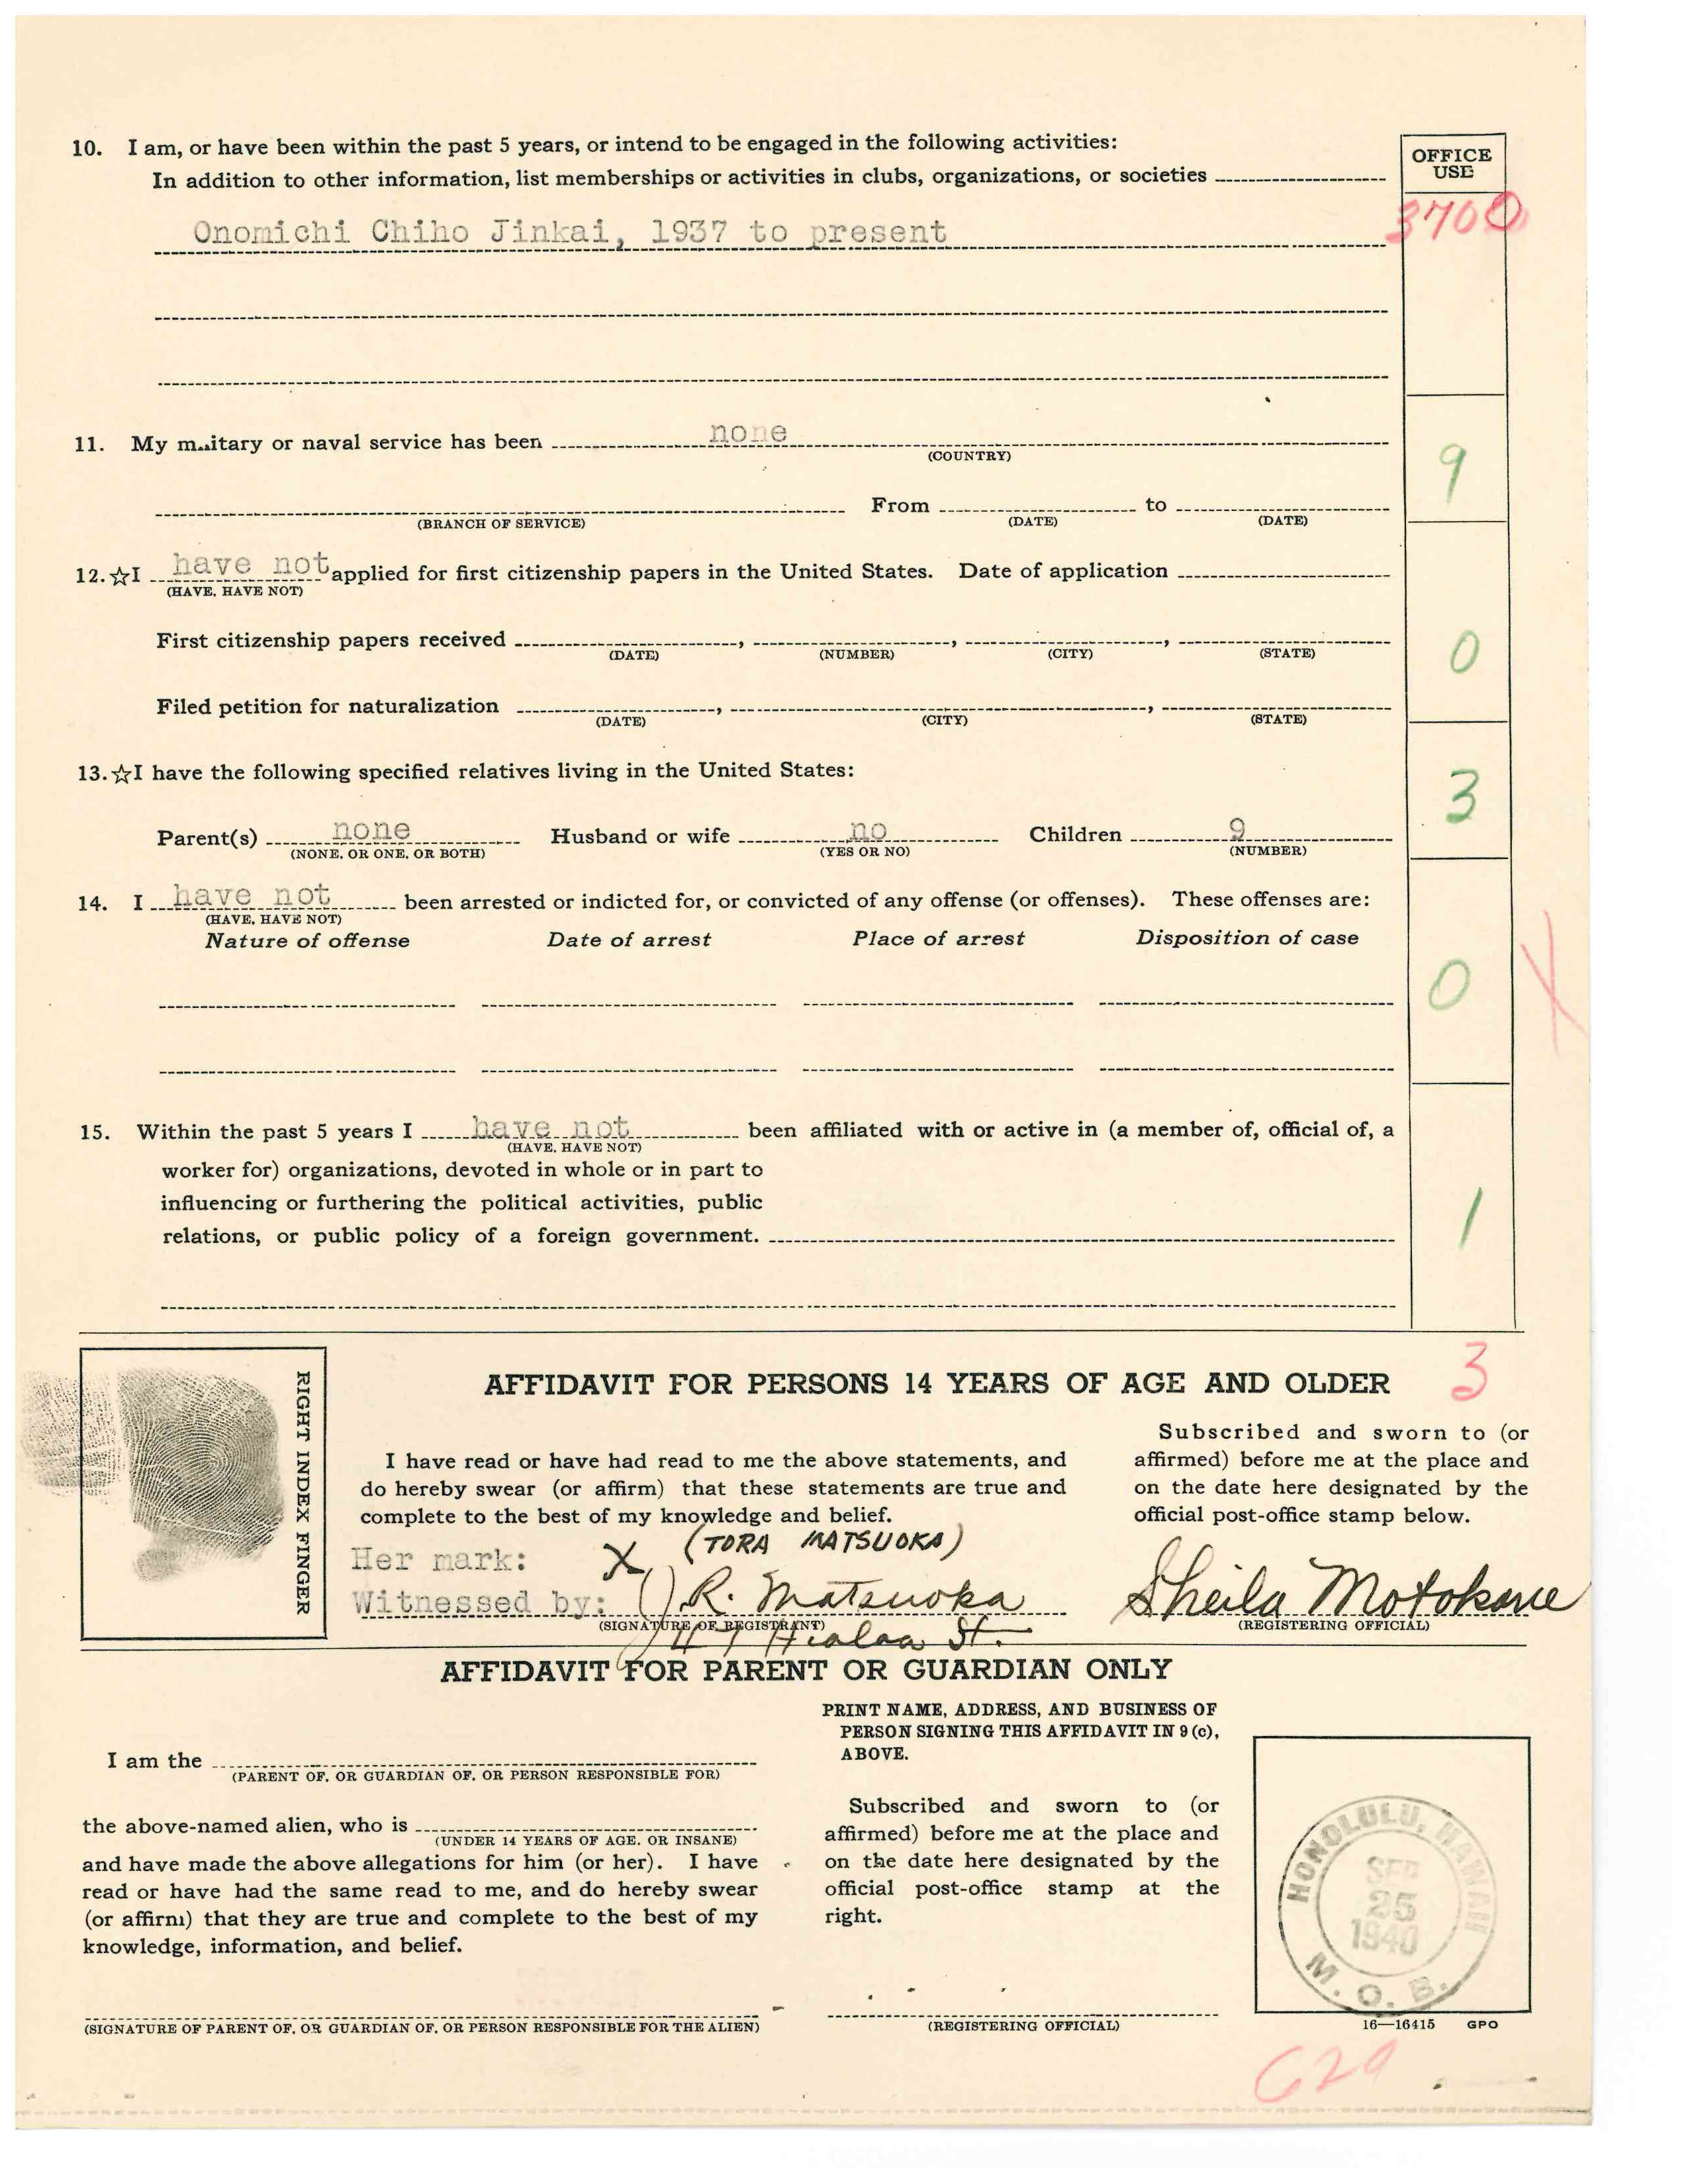 10. I am, or have been within the past 5 years, or intend to be engaged in the following activities:
In addition to other information, list memberships or activities in clubs, organizations, or societies
OFFICE USE
3700
Onomichi Chiho Jinkai, 1937 to present
11. My military or naval service has been none
(COUNTRY)
9
From to
(BRANCH OF SERVICE) (DATE) (DATE)
12. ☆I have not applied for first citizenship papers in the United States. Date of application
(HAVE, HAVE NOT)
First citizenship papers received , , ,
(DATE) (NUMBER) (CITY) (STATE)
0
Filed petition for naturalization , ,
(DATE) (CITY) (STATE)
13. ☆I have the following specified relatives living in the United States:
3
Parent(s) none Husband or wife no Children 9
(NONE, OR ONE, OR BOTH) (YES OR NO) (NUMBER)
14. I have not been arrested or indicted for, or convicted of any offense (or offenses). These offenses are:
(HAVE, HAVE NOT)
Nature of offense Date of arrest Place of arrest Disposition of case
0
X
15. Within the past 5 years I have not been affiliated with or active in (a member of, official of, a
(HAVE, HAVE NOT)
worker for) organizations, devoted in whole or in part to
influencing or furthering the political activities, public
relations, or public policy of a foreign government.
1
3
RIGHT INDEX FINGER
AFFIDAVIT FOR PERSONS 14 YEARS OF AGE AND OLDER
I have read or have had read to me the above statements, and
do hereby swear (or affirm) that these statements are true and
complete to the best of my knowledge and belief.
(TORA MATSUOKA)
Her mark: X
Witnessed by: R. Matsuoka
(SIGNATURE OF REGISTRANT)
Hialoa St.
Subscribed and sworn to (or
affirmed) before me at the place and
on the date here designated by the
official post-office stamp below.
Sheila Motokane
(REGISTERING OFFICIAL)
AFFIDAVIT FOR PARENT OR GUARDIAN ONLY
I am the
(PARENT OF, OR GUARDIAN OF, OR PERSON RESPONSIBLE FOR)
the above-named alien, who is
(UNDER 14 YEARS OF AGE, OR INSANE)
and have made the above allegations for him (or her). I have
read or have had the same read to me, and do hereby swear
(or affirm) that they are true and complete to the best of my
knowledge, information, and belief.
(SIGNATURE OF PARENT OF, OR GUARDIAN OF, OR PERSON RESPONSIBLE FOR THE ALIEN)
PRINT NAME, ADDRESS, AND BUSINESS OF
PERSON SIGNING THIS AFFIDAVIT IN 9 (c),
ABOVE.
Subscribed and sworn to (or
affirmed) before me at the place and
on the date here designated by the
official post-office stamp at the
right.
(REGISTERING OFFICIAL)
HONOLULU, HAWAII
SEP
25
1940
M. O. B.
16—16415 GPO
629